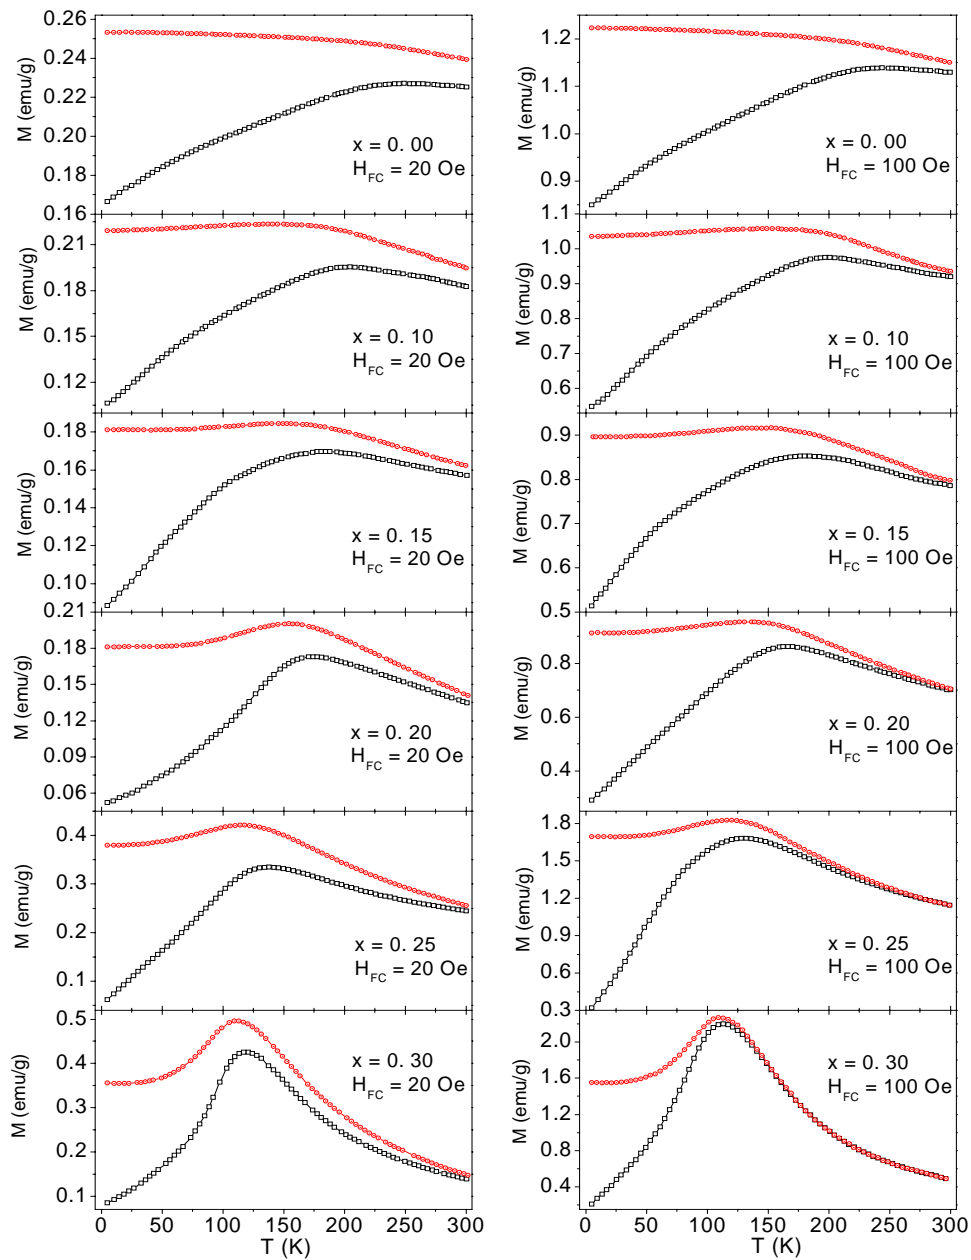 0.26
0.24
0.22
0.20
0.18
0.16
M (emu/g)
x = 0. 00
H_FC = 20 Oe
1.2
1.1
1.0
0.9
M (emu/g)
x = 0. 00
H_FC = 100 Oe
0.21
0.18
0.15
0.12
M (emu/g)
x = 0. 10
H_FC = 20 Oe
1.1
1.0
0.9
0.8
0.7
0.6
M (emu/g)
x = 0. 10
H_FC = 100 Oe
0.18
0.16
0.14
0.12
0.10
M (emu/g)
x = 0. 15
H_FC = 20 Oe
0.9
0.8
0.7
0.6
0.5
M (emu/g)
x = 0. 15
H_FC = 100 Oe
0.21
0.18
0.15
0.12
0.09
0.06
M (emu/g)
x = 0. 20
H_FC = 20 Oe
0.8
0.6
0.4
M (emu/g)
x = 0. 20
H_FC = 100 Oe
0.4
0.3
0.2
0.1
M (emu/g)
x = 0. 25
H_FC = 20 Oe
1.8
1.5
1.2
0.9
0.6
0.3
M (emu/g)
x = 0. 25
H_FC = 100 Oe
0.5
0.4
0.3
0.2
0.1
M (emu/g)
x = 0. 30
H_FC = 20 Oe
2.0
1.6
1.2
0.8
0.4
M (emu/g)
x = 0. 30
H_FC = 100 Oe
0 50 100 150 200 250 300
T (K)
0 50 100 150 200 250 300
T (K)